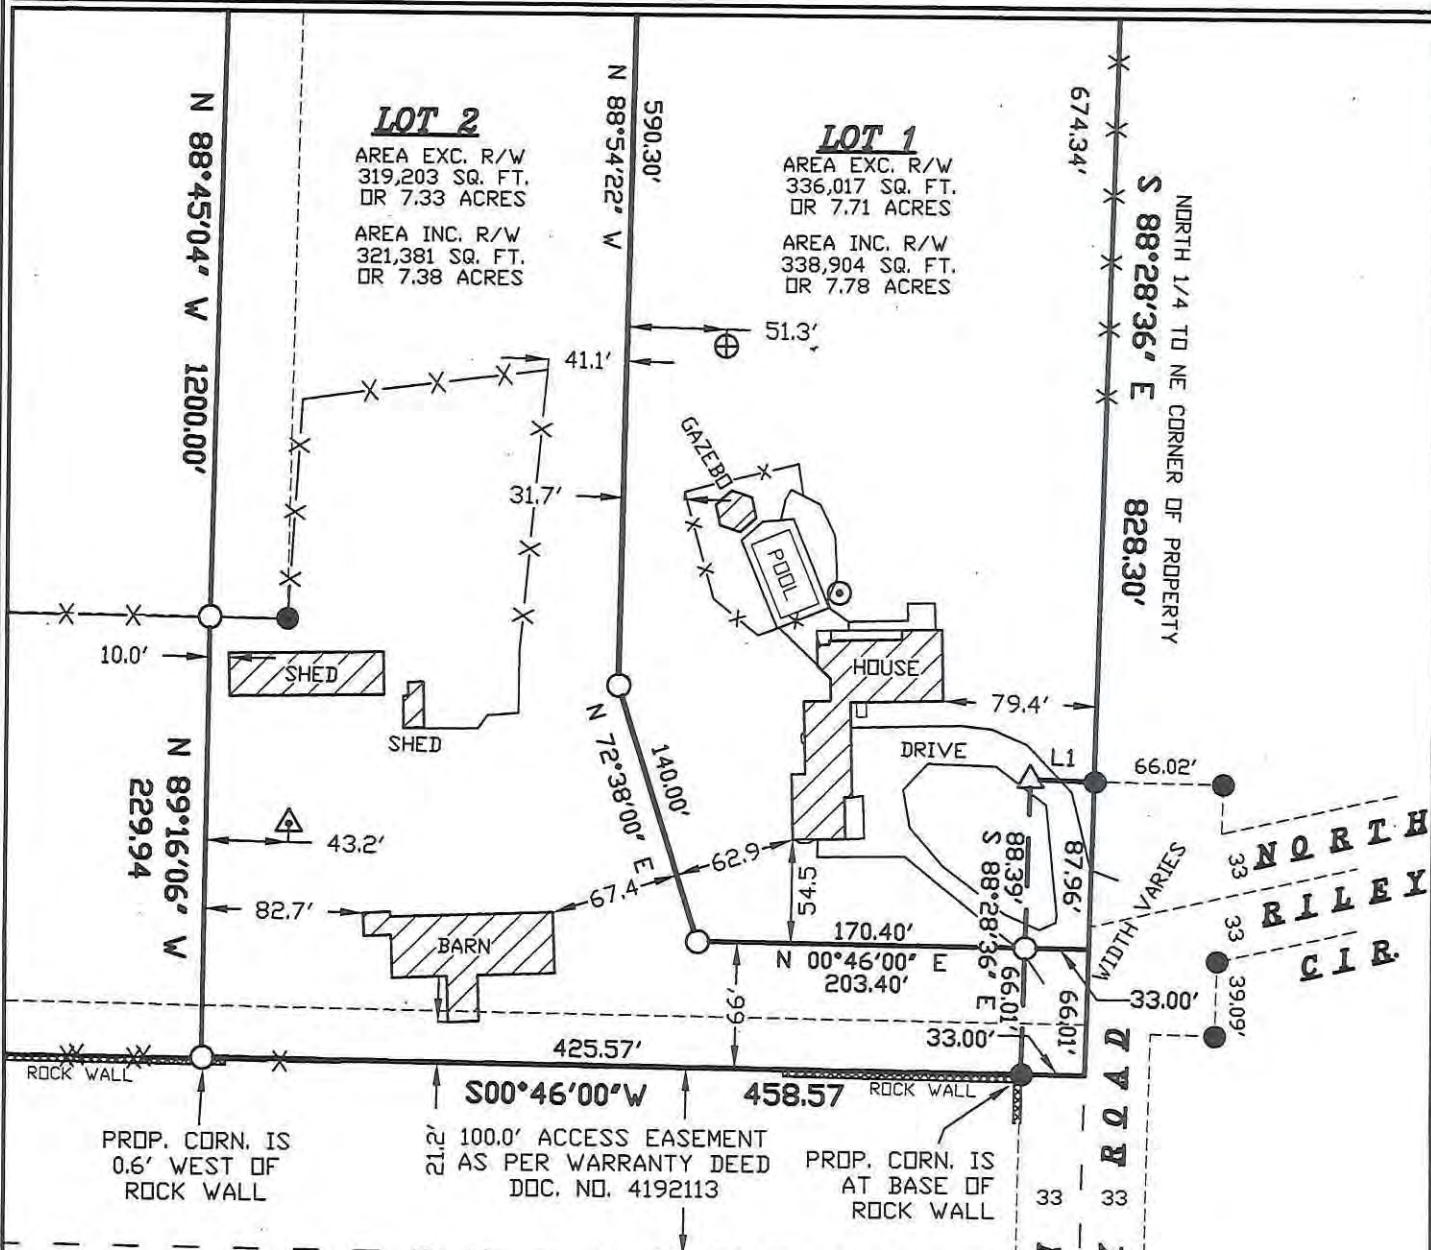 LOT 2
AREA EXC. R/W
319,203 SQ. FT.
OR 7.33 ACRES
AREA INC. R/W
321,381 SQ. FT.
OR 7.38 ACRES
LOT 1
AREA EXC. R/W
336,017 SQ. FT.
OR 7.71 ACRES
AREA INC. R/W
338,904 SQ. FT.
OR 7.78 ACRES
N 88°45'04" W 1200.00'
N 88°54'22" W
590.30'
674.34'
S 88°28'36" E 828.30'
NORTH 1/4 TO NE CORNER OF PROPERTY
51.3'
41.1'
31.7'
GAZEBO
POOL
HOUSE
79.4'
10.0'
SHED
SHED
DRIVE
L1
66.02'
N 89°16'06" W
229.94
N 72°38'00" E
140.00'
43.2'
82.7'
67.4
62.9
54.5
BARN
88.39'
S 88°28'36" E
87.96'
WIDTH VARIES
33
33
NORTH
RILEY
CIR.
39.09'
170.40'
N 00°46'00" E
203.40'
66'
66.01'
66.01'
33.00'
33.00'
425.57'
S00°46'00"W 458.57
ROCK WALL
ROCK WALL
21.2'
100.0' ACCESS EASEMENT
AS PER WARRANTY DEED
DOC. NO. 4192113
PROP. CORN. IS
0.6' WEST OF
ROCK WALL
PROP. CORN. IS
AT BASE OF
ROCK WALL
33
33
ROAD